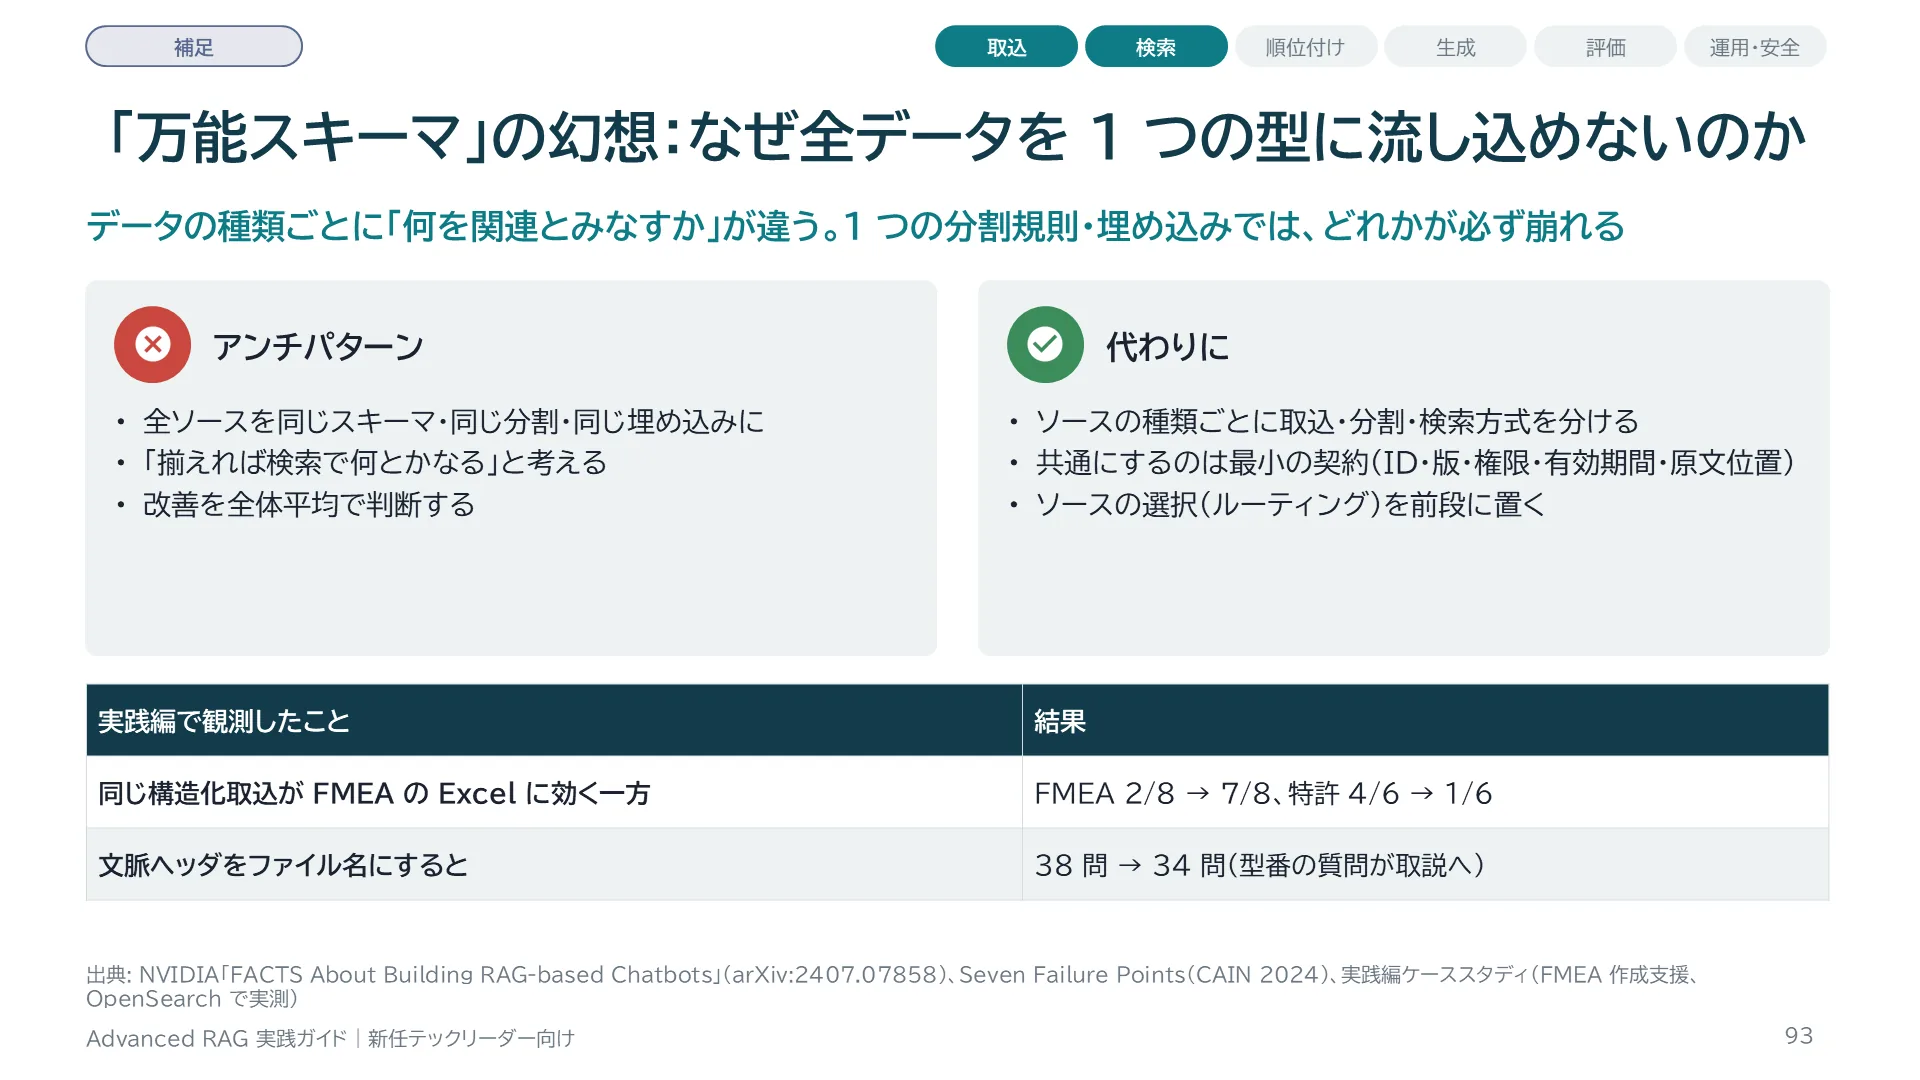 補足
取込
検索
順位付け
生成
評価
運用・安全
「万能スキーマ」の幻想：なぜ全データを 1 つの型に流し込めないのか
データの種類ごとに「何を関連とみなすか」が違う。1 つの分割規則・埋め込みでは、どれかが必ず崩れる
アンチパターン
• 全ソースを同じスキーマ・同じ分割・同じ埋め込みに
• 「揃えれば検索で何とかなる」と考える
• 改善を全体平均で判断する
代わりに
• ソースの種類ごとに取込・分割・検索方式を分ける
• 共通にするのは最小の契約（ID・版・権限・有効期間・原文位置）
• ソースの選択（ルーティング）を前段に置く
実践編で観測したこと
結果
同じ構造化取込が FMEA の Excel に効く一方
FMEA 2/8 → 7/8、特許 4/6 → 1/6
文脈ヘッダをファイル名にすると
38 問 → 34 問（型番の質問が取説へ）
出典: NVIDIA「FACTS About Building RAG-based Chatbots」（arXiv:2407.07858）、Seven Failure Points（CAIN 2024）、実践編ケーススタディ（FMEA 作成支援、
OpenSearch で実測）
Advanced RAG 実践ガイド｜新任テックリーダー向け
93